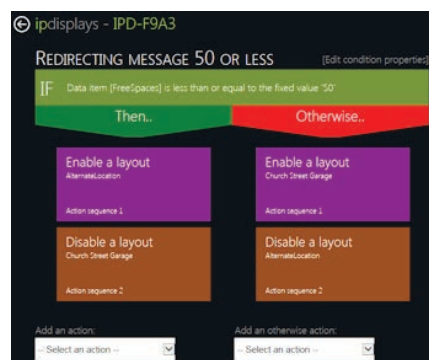 ipdisplays - IPD-F9A3
REDIRECTING MESSAGE 50 OR LESS
[Edit condition properties]
IF Data item [FreeSpaces] is less than or equal to the fixed value '50'
Then..
Otherwise..
Enable a layout
AlternateLocation
Action sequence 1
Enable a layout
Church Street Garage
Action sequence 1
Disable a layout
Church Street Garage
Action sequence 2
Disable a layout
AlternateLocation
Action sequence 2
Add an action:
-- Select an action --
Add an otherwise action:
-- Select an action --